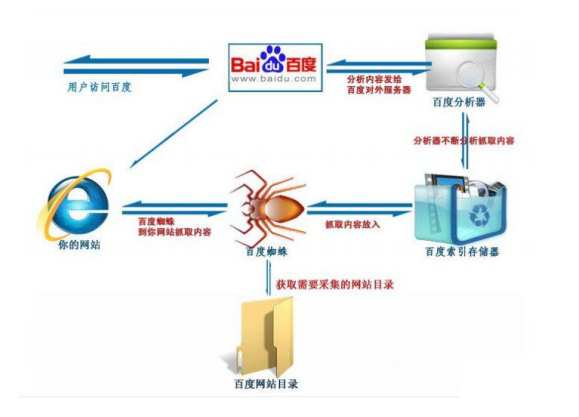 Bai du 百度
www.baidu.com
用户访问百度
分析内容发给
百度对外服务器
百度分析器
分析器不断分析抓取内容
百度蜘蛛
到你网站抓取内容
抓取内容放入
你的网站
百度蜘蛛
百度索引存储器
获取需要采集的网站目录
百度网站目录